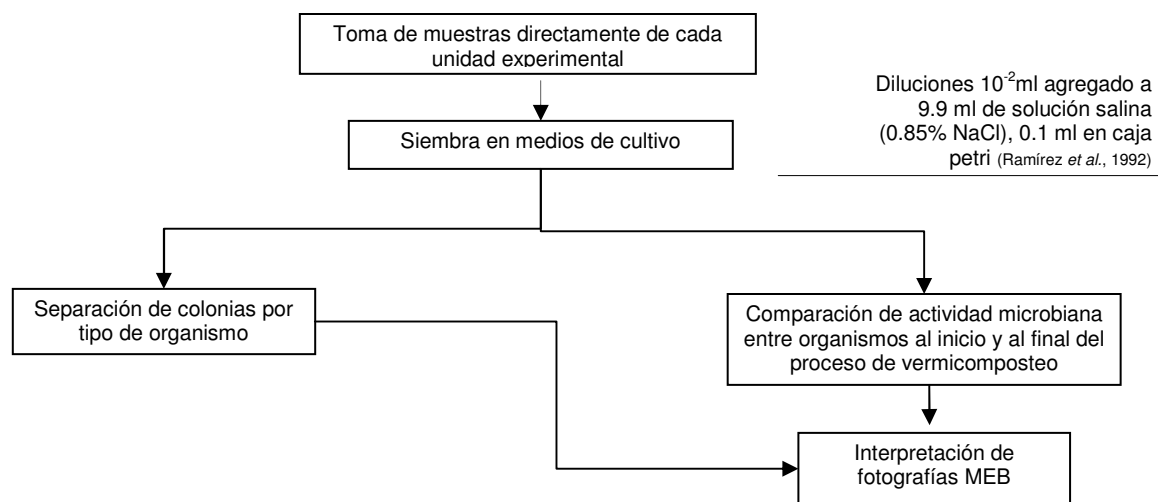 Toma de muestras directamente de cada
unidad experimental
Diluciones 10⁻²ml agregado a
9.9 ml de solución salina
(0.85% NaCl), 0.1 ml en caja
petri (Ramírez et al., 1992)
Siembra en medios de cultivo
Separación de colonias por
tipo de organismo
Comparación de actividad microbiana
entre organismos al inicio y al final del
proceso de vermicomposteo
Interpretación de
fotografías MEB